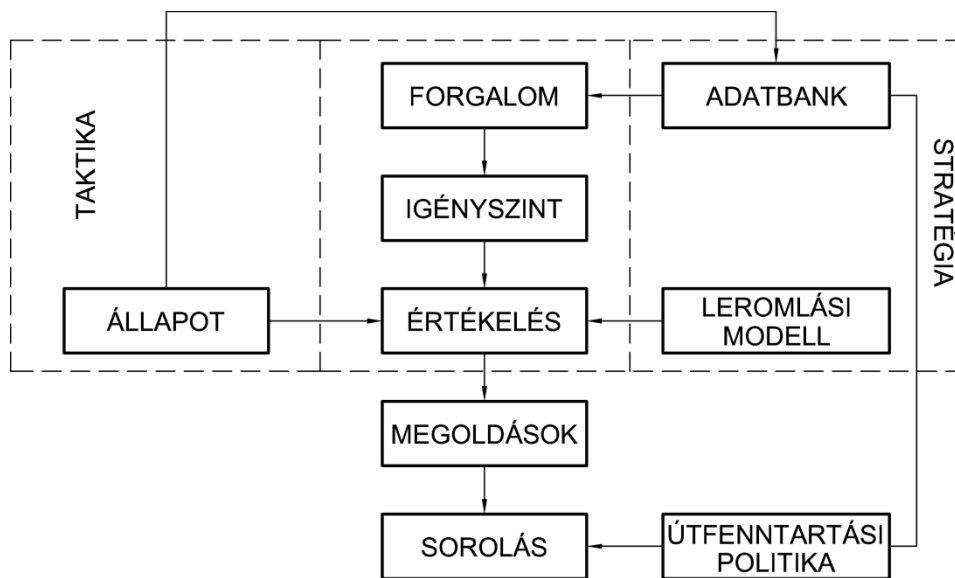 FORGALOM
ADATBANK
TAKTIKA
STRATÉGIA
IGÉNYSZINT
ÁLLAPOT
ÉRTÉKELÉS
LEROMLÁSI
MODELL
MEGOLDÁSOK
SOROLÁS
ÚTFENNTARTÁSI
POLITIKA